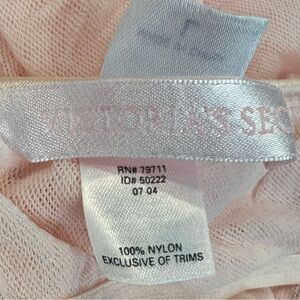 VICTORIA'S SEC
RN# 79711
ID# 50222
07 04
100% NYLON
EXCLUSIVE OF TRIMS